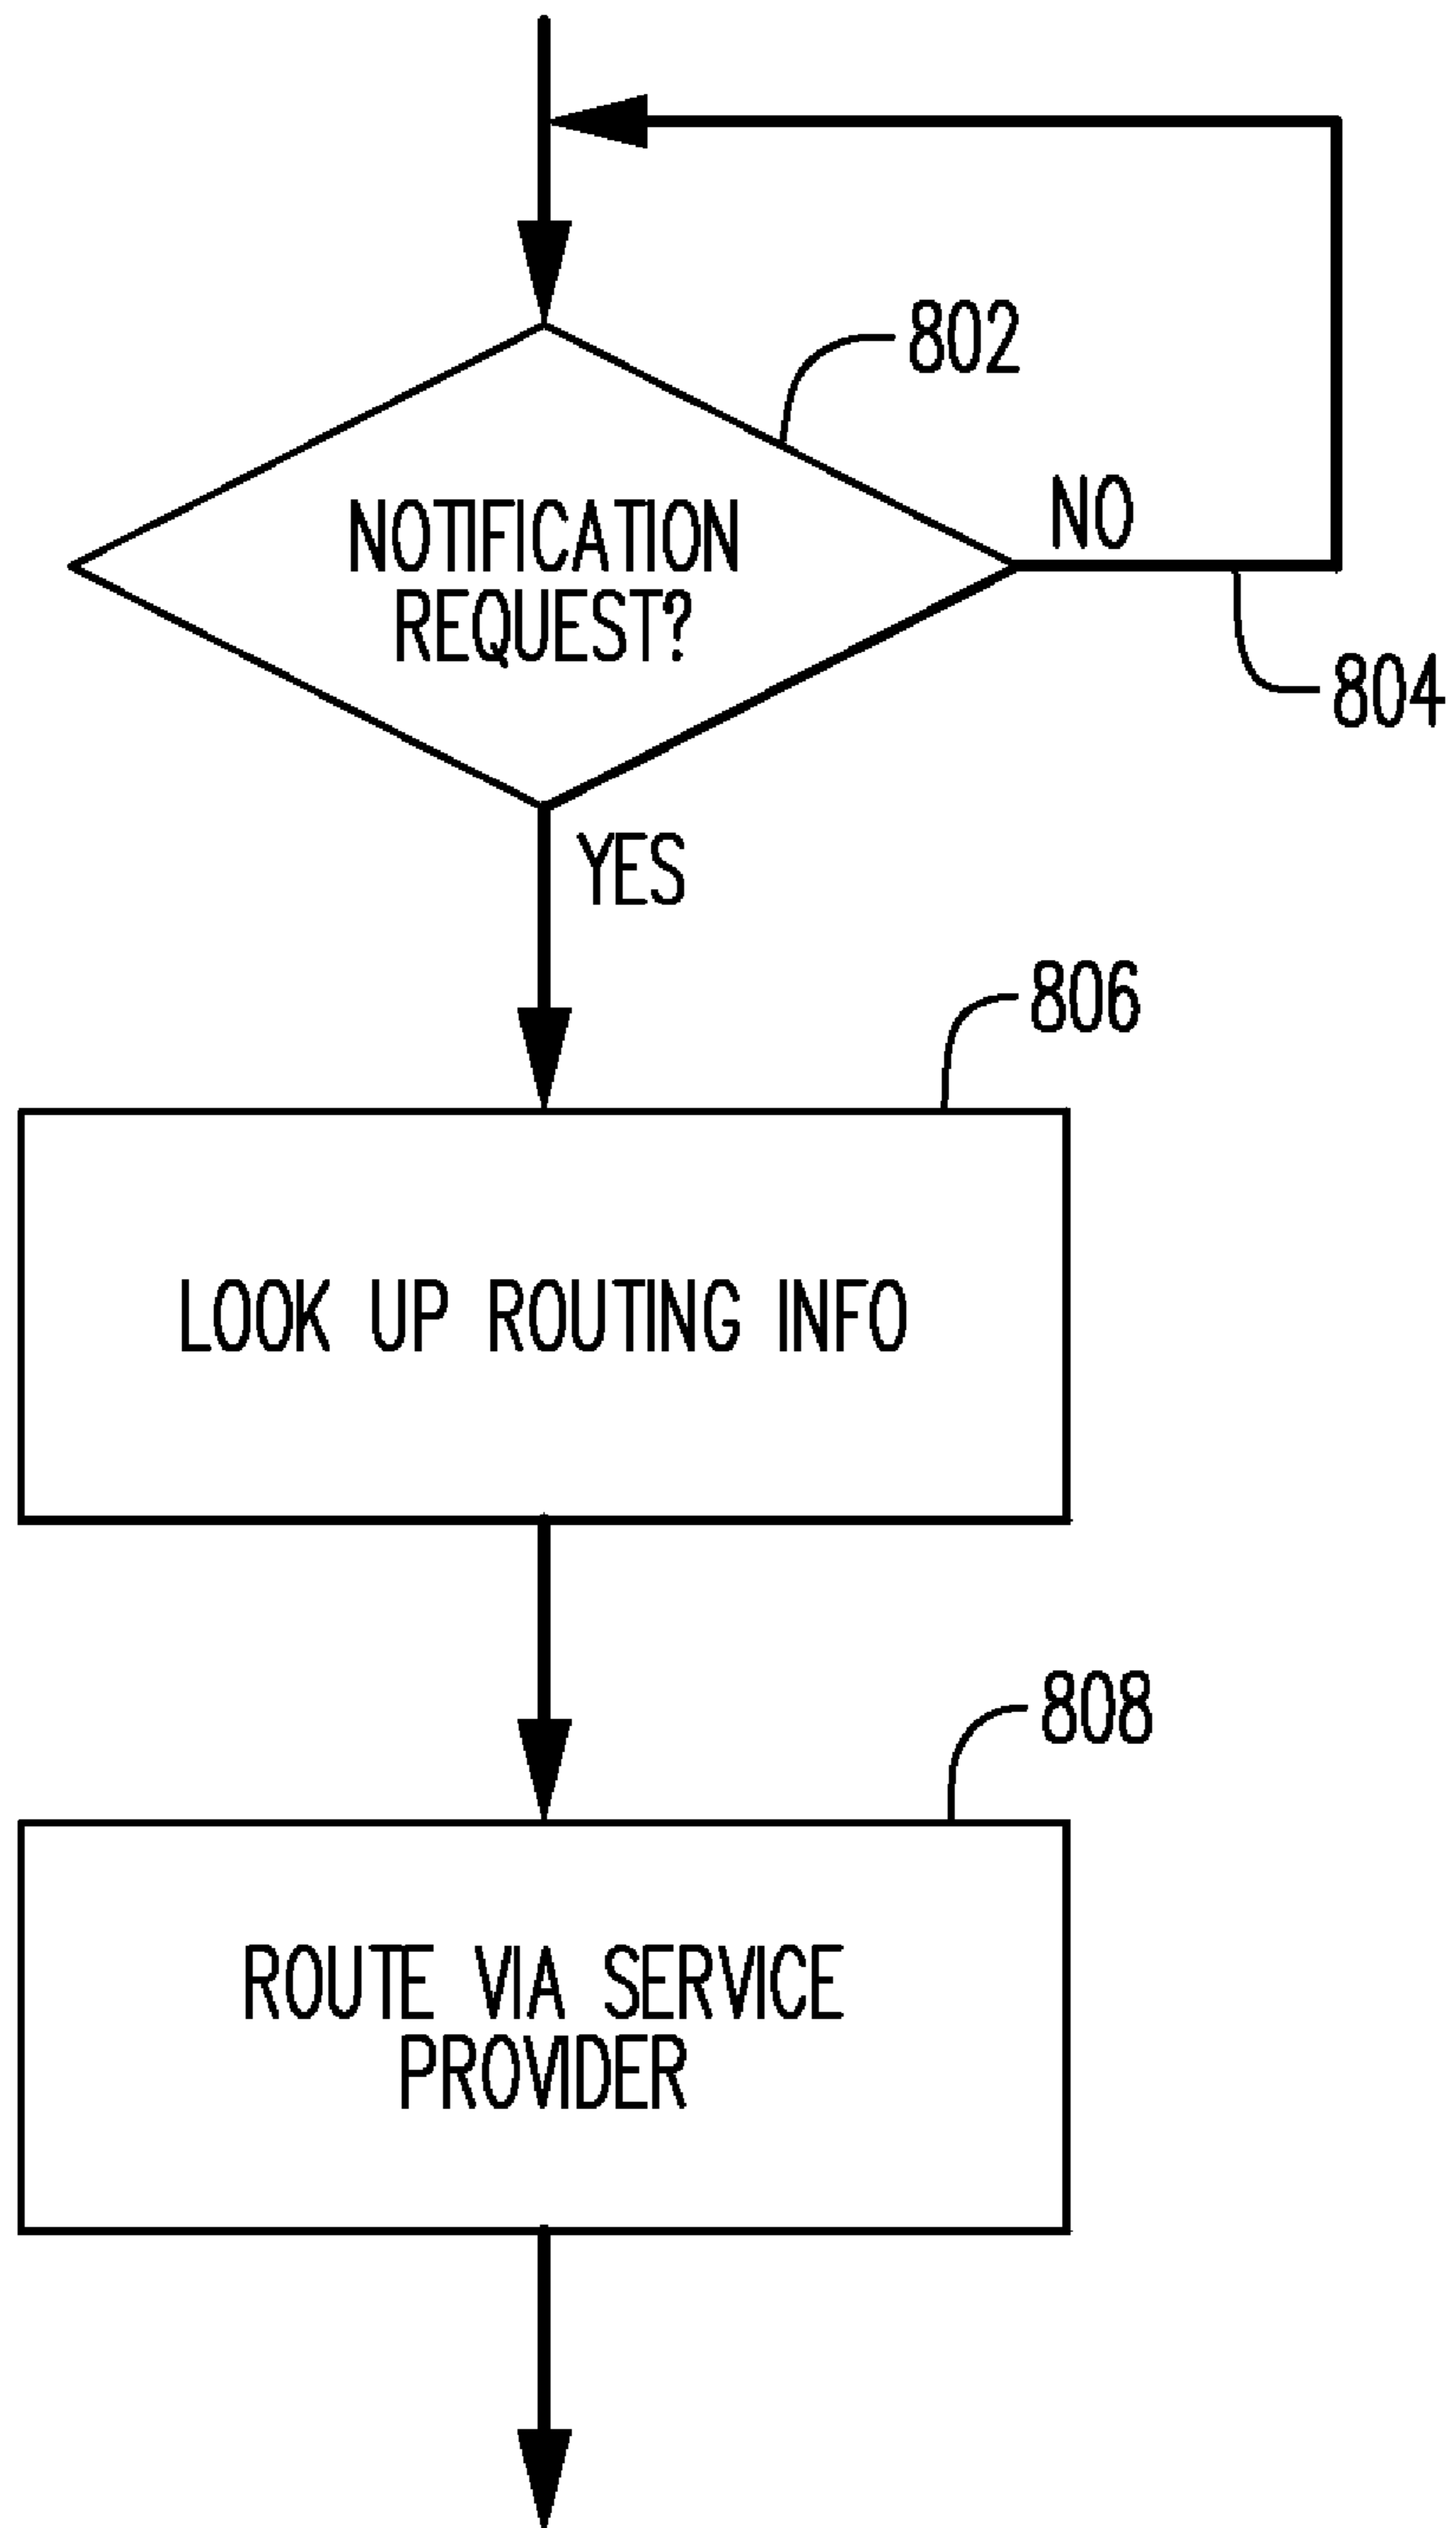 802
NOTIFICATION
REQUEST?
NO
804
YES
806
LOOK UP ROUTING INFO
808
ROUTE VIA SERVICE
PROVIDER